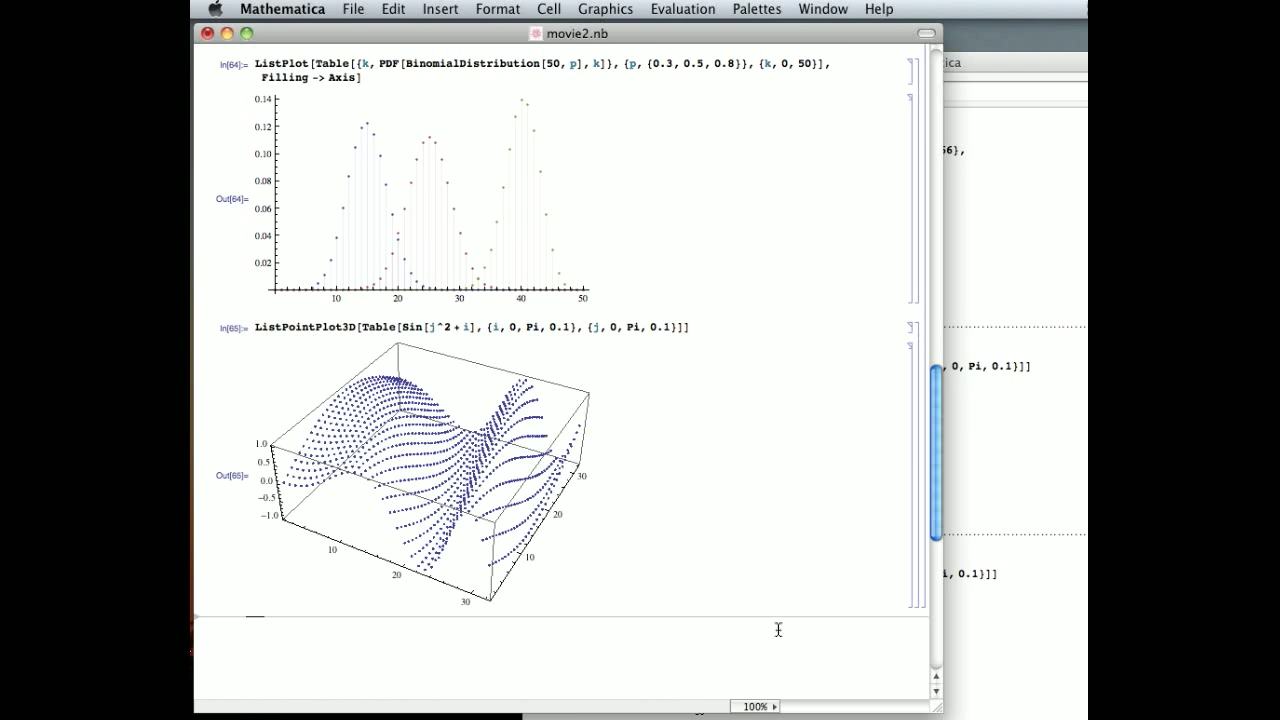 Mathematica File Edit Insert Format Cell Graphics Evaluation Palettes Window Help
movie2.nb
ica
In[64]:= ListPlot[Table[{k, PDF[BinomialDistribution[50, p], k]}, {p, {0.3, 0.5, 0.8}}, {k, 0, 50}],
Filling -> Axis]
0.14
0.12
0.10
0.08
0.06
0.04
0.02
Out[64]=
10 20 30 40 50
In[65]:= ListPointPlot3D[Table[Sin[j^2 + i], {i, 0, Pi, 0.1}, {j, 0, Pi, 0.1}]]
1.0
0.5
0.0
-0.5
-1.0
Out[65]=
10
20
30
10
20
30
56},
, 0, Pi, 0.1}]]
i, 0.1}]]
100%